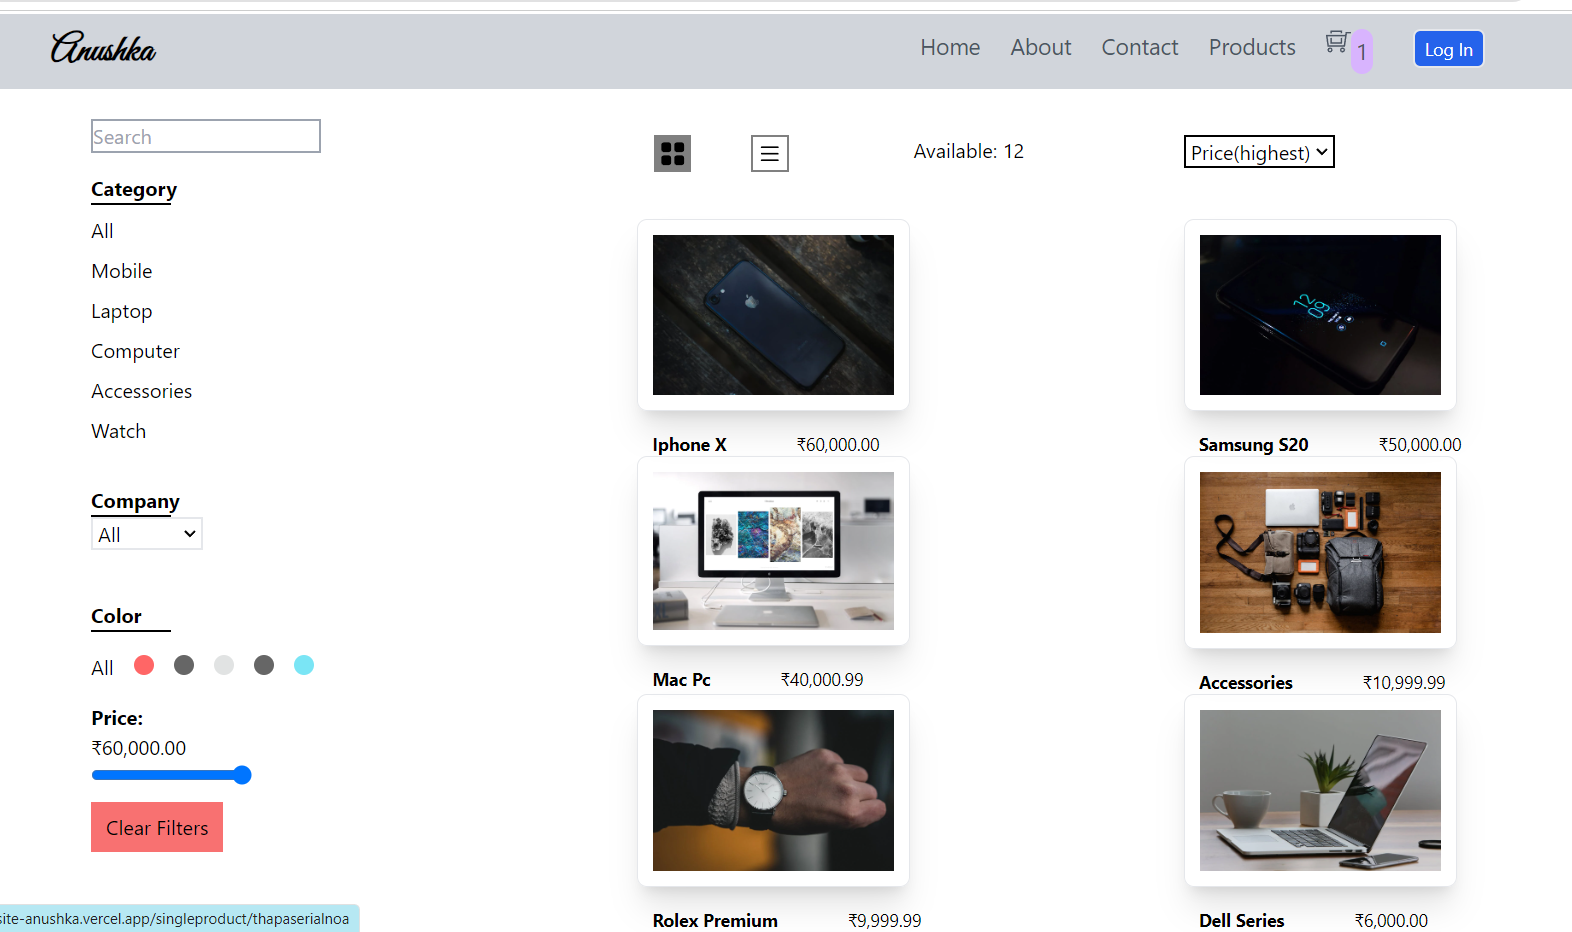 Anushka
Home About Contact Products 1 Log In
Search
Available: 12
Price(highest)
Category
All
Mobile
Laptop
Computer
Accessories
Watch
Company
All
Color
All
Price:
₹60,000.00
Clear Filters
12
09
Iphone X ₹60,000.00
Samsung S20 ₹50,000.00
Mac Pc ₹40,000.99
Accessories ₹10,999.99
Rolex Premium ₹9,999.99
Dell Series ₹6,000.00
site-anushka.vercel.app/singleproduct/thapaserialnoa